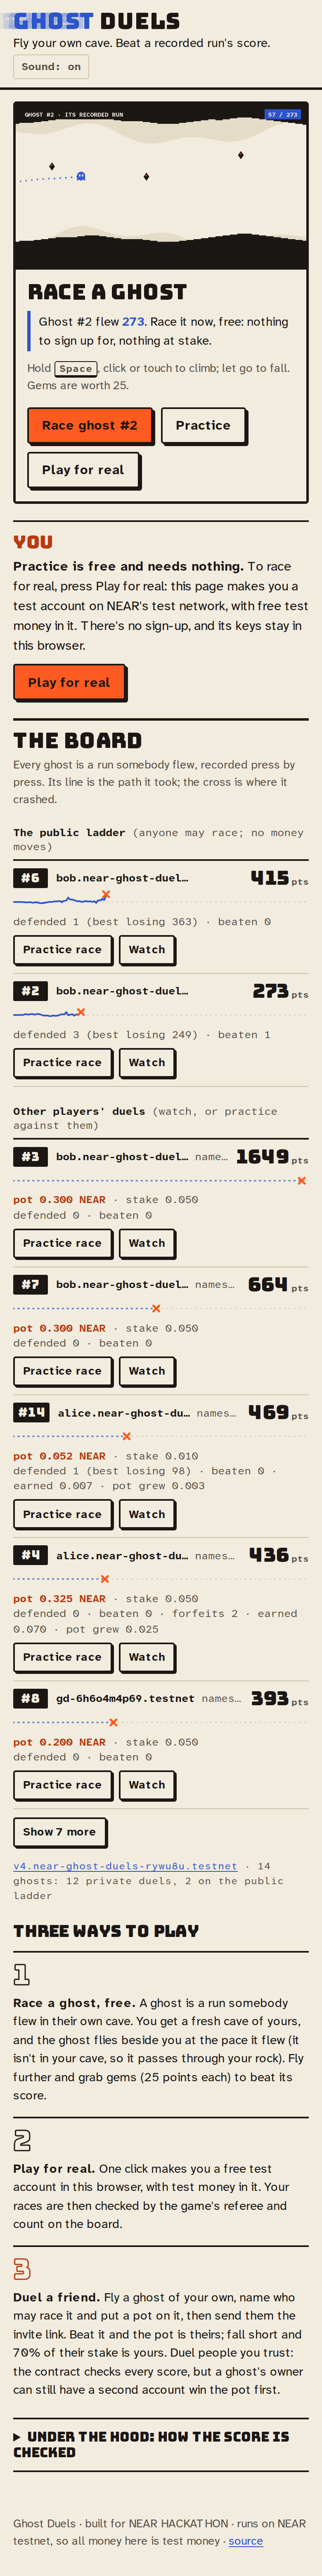 GHOST DUELS
Fly your own cave. Beat a recorded run's score.
Sound: on
GHOST #2 · ITS RECORDED RUN
57 / 273
RACE A GHOST
Ghost #2 flew 273. Race it now, free: nothing
to sign up for, nothing at stake.
Hold Space, click or touch to climb; let go to fall.
Gems are worth 25.
Race ghost #2
Practice
Play for real
YOU
Practice is free and needs nothing. To race
for real, press Play for real: this page makes you a
test account on NEAR's test network, with free test
money in it. There's no sign-up, and its keys stay in
this browser.
Play for real
THE BOARD
Every ghost is a run somebody flew, recorded press by
press. Its line is the path it took; the cross is where it
crashed.
The public ladder (anyone may race; no money
moves)
#6 bob.near-ghost-duel… 415 pts
defended 1 (best losing 363) · beaten 0
Practice race
Watch
#2 bob.near-ghost-duel… 273 pts
defended 3 (best losing 249) · beaten 1
Practice race
Watch
Other players' duels (watch, or practice
against them)
#3 bob.near-ghost-duel… name… 1649 pts
pot 0.300 NEAR · stake 0.050
defended 0 · beaten 0
Practice race
Watch
#7 bob.near-ghost-duel… names… 664 pts
pot 0.300 NEAR · stake 0.050
defended 0 · beaten 0
Practice race
Watch
#14 alice.near-ghost-du… names… 469 pts
pot 0.052 NEAR · stake 0.010
defended 1 (best losing 98) · beaten 0 ·
earned 0.007 · pot grew 0.003
Practice race
Watch
#4 alice.near-ghost-du… names… 436 pts
pot 0.325 NEAR · stake 0.050
defended 0 · beaten 0 · forfeits 2 · earned
0.070 · pot grew 0.025
Practice race
Watch
#8 gd-6h6o4m4p69.testnet names… 393 pts
pot 0.200 NEAR · stake 0.050
defended 0 · beaten 0
Practice race
Watch
Show 7 more
v4.near-ghost-duels-rywu8u.testnet · 14
ghosts: 12 private duels, 2 on the public
ladder
THREE WAYS TO PLAY
1
Race a ghost, free. A ghost is a run somebody
flew in their own cave. You get a fresh cave of yours,
and the ghost flies beside you at the pace it flew (it
isn't in your cave, so it passes through your rock). Fly
further and grab gems (25 points each) to beat its
score.
2
Play for real. One click makes you a free test
account in this browser, with test money in it. Your
races are then checked by the game's referee and
count on the board.
3
Duel a friend. Fly a ghost of your own, name who
may race it and put a pot on it, then send them the
invite link. Beat it and the pot is theirs; fall short and
70% of their stake is yours. Duel people you trust:
the contract checks every score, but a ghost's owner
can still have a second account win the pot first.
▶ UNDER THE HOOD: HOW THE SCORE IS
CHECKED
Ghost Duels · built for NEAR HACKATHON · runs on NEAR
testnet, so all money here is test money · source